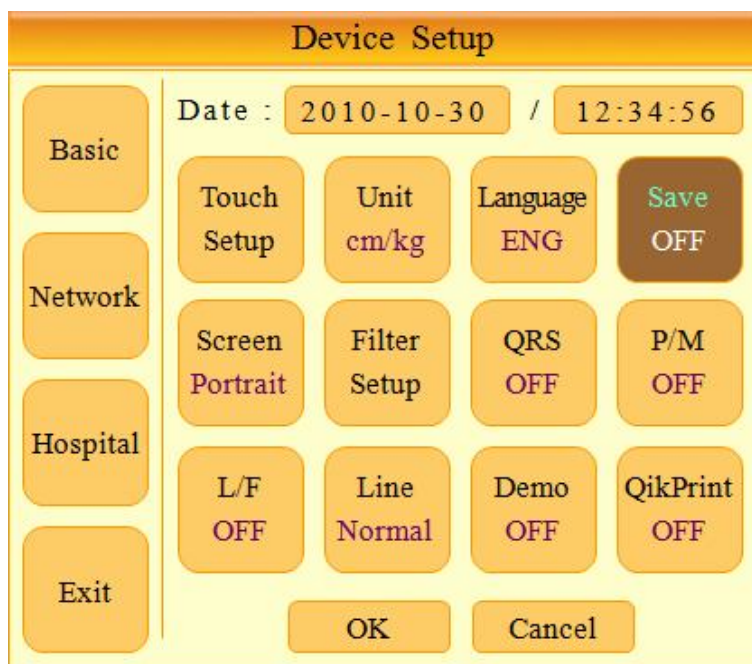 Device Setup
Date : 2010-10-30 / 12:34:56
Basic
Network
Hospital
Exit
Touch
Setup
Unit
cm/kg
Language
ENG
Save
OFF
Screen
Portrait
Filter
Setup
QRS
OFF
P/M
OFF
L/F
OFF
Line
Normal
Demo
OFF
QikPrint
OFF
OK
Cancel